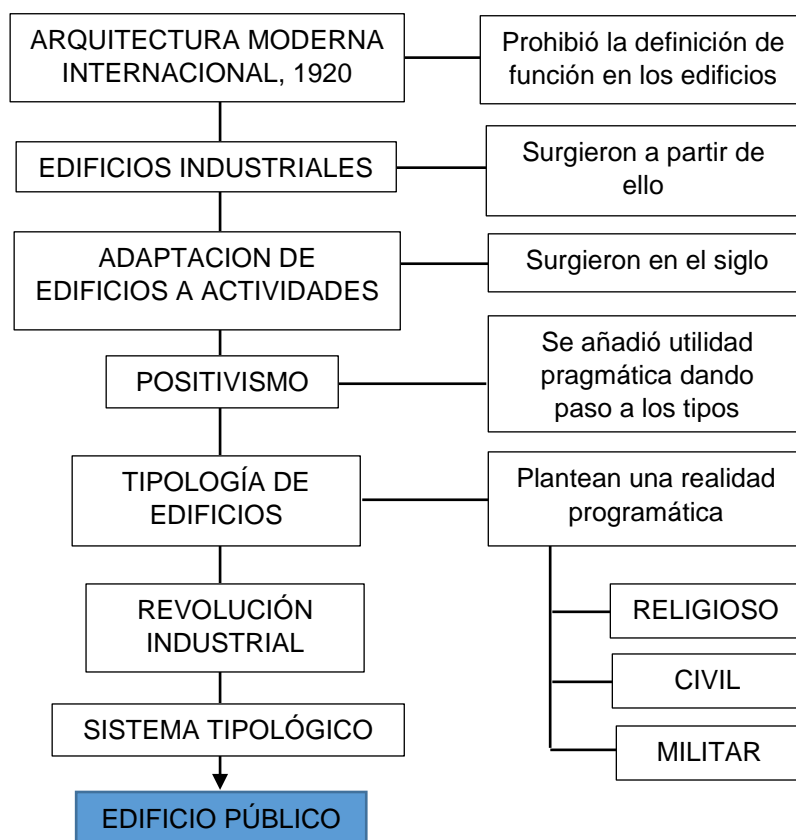 ARQUITECTURA MODERNA
INTERNACIONAL, 1920
Prohibió la definición de
función en los edificios
EDIFICIOS INDUSTRIALES
Surgieron a partir de
ello
ADAPTACION DE
EDIFICIOS A ACTIVIDADES
Surgieron en el siglo
POSITIVISMO
Se añadió utilidad
pragmática dando
paso a los tipos
TIPOLOGÍA DE
EDIFICIOS
Plantean una realidad
programática
RELIGIOSO
CIVIL
MILITAR
REVOLUCIÓN
INDUSTRIAL
SISTEMA TIPOLÓGICO
EDIFICIO PÚBLICO